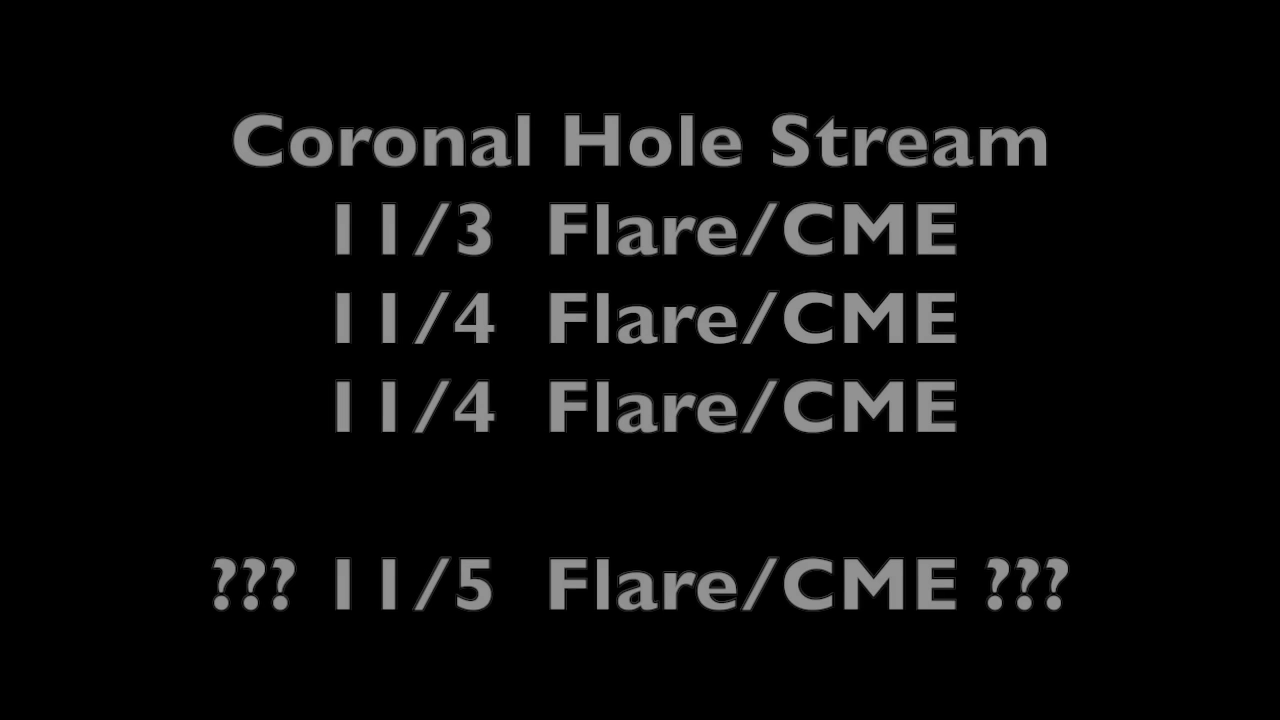 Coronal Hole Stream
11/3 Flare/CME
11/4 Flare/CME
11/4 Flare/CME
??? 11/5 Flare/CME ???